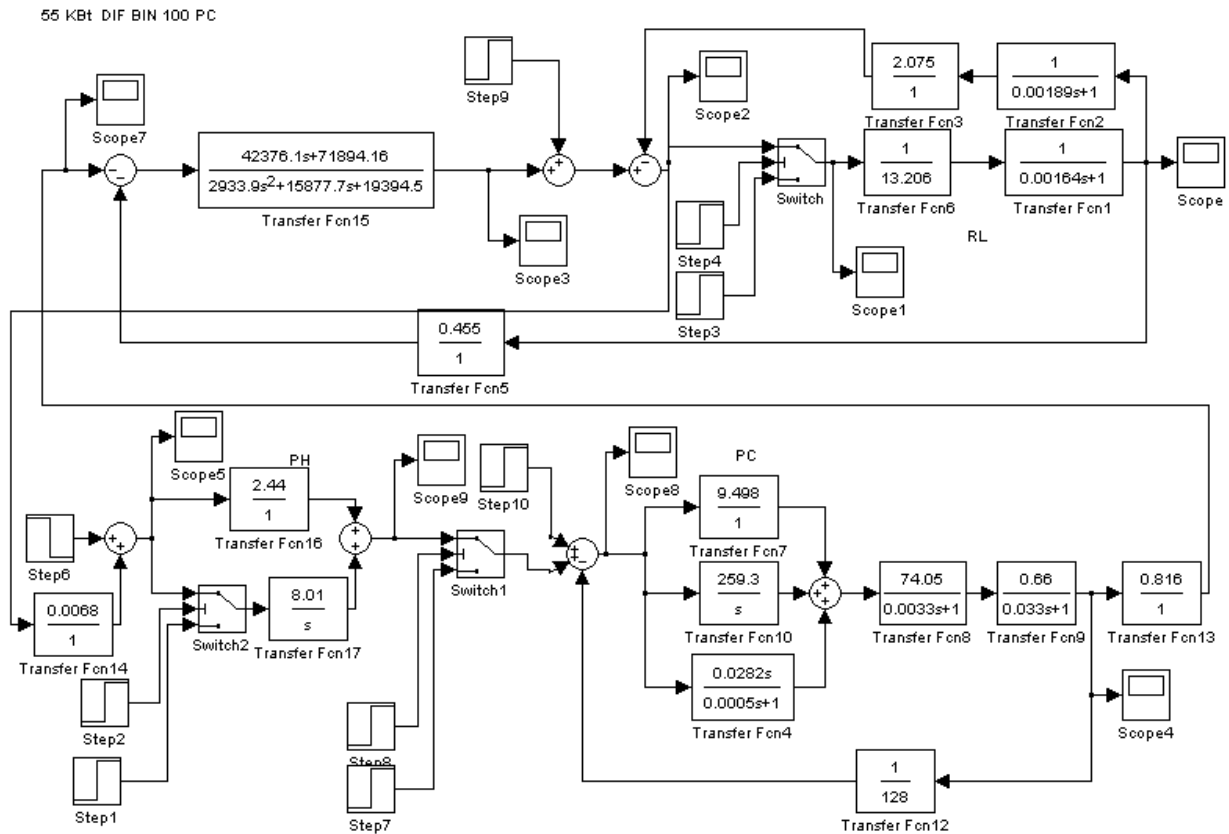 55 KBt DIF BIN 100 PC
Step9
Scope7
Scope2
2.075
1
Transfer Fcn3
1
0.00189s+1
Transfer Fcn2
42376.1s+71894.16
2933.9s²+15877.7s+19394.5
Transfer Fcn15
Scope3
Switch
1
13.206
Transfer Fcn6
1
0.00164s+1
Transfer Fcn1
Scope
RL
Step4
Step3
Scope1
0.455
1
Transfer Fcn5
Scope5
PH
2.44
1
Transfer Fcn16
Scope9
Step10
Scope8
PC
9.498
1
Transfer Fcn7
Step6
0.0068
1
Transfer Fcn14
Switch2
8.01
s
Transfer Fcn17
Switch1
259.3
s
Transfer Fcn10
74.05
0.0033s+1
Transfer Fcn8
0.66
0.033s+1
Transfer Fcn9
0.816
1
Transfer Fcn13
0.0282s
0.0005s+1
Transfer Fcn4
Scope4
Step2
Step1
Step8
Step7
1
128
Transfer Fcn12